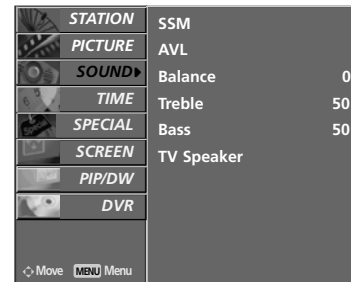 STATION
PICTURE
SOUND
TIME
SPECIAL
SCREEN
PIP/DW
DVR
Move MENU Menu
SSM
AVL
Balance 0
Treble 50
Bass 50
TV Speaker